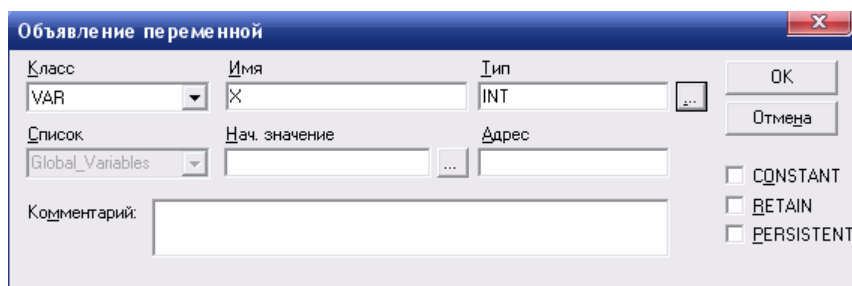 Объявление переменной
Класс Имя Тип
VAR X INT ... OK
Отмена
Список Нач. значение Адрес
Global_Variables ...
CONSTANT
Комментарий: RETAIN
PERSISTENT